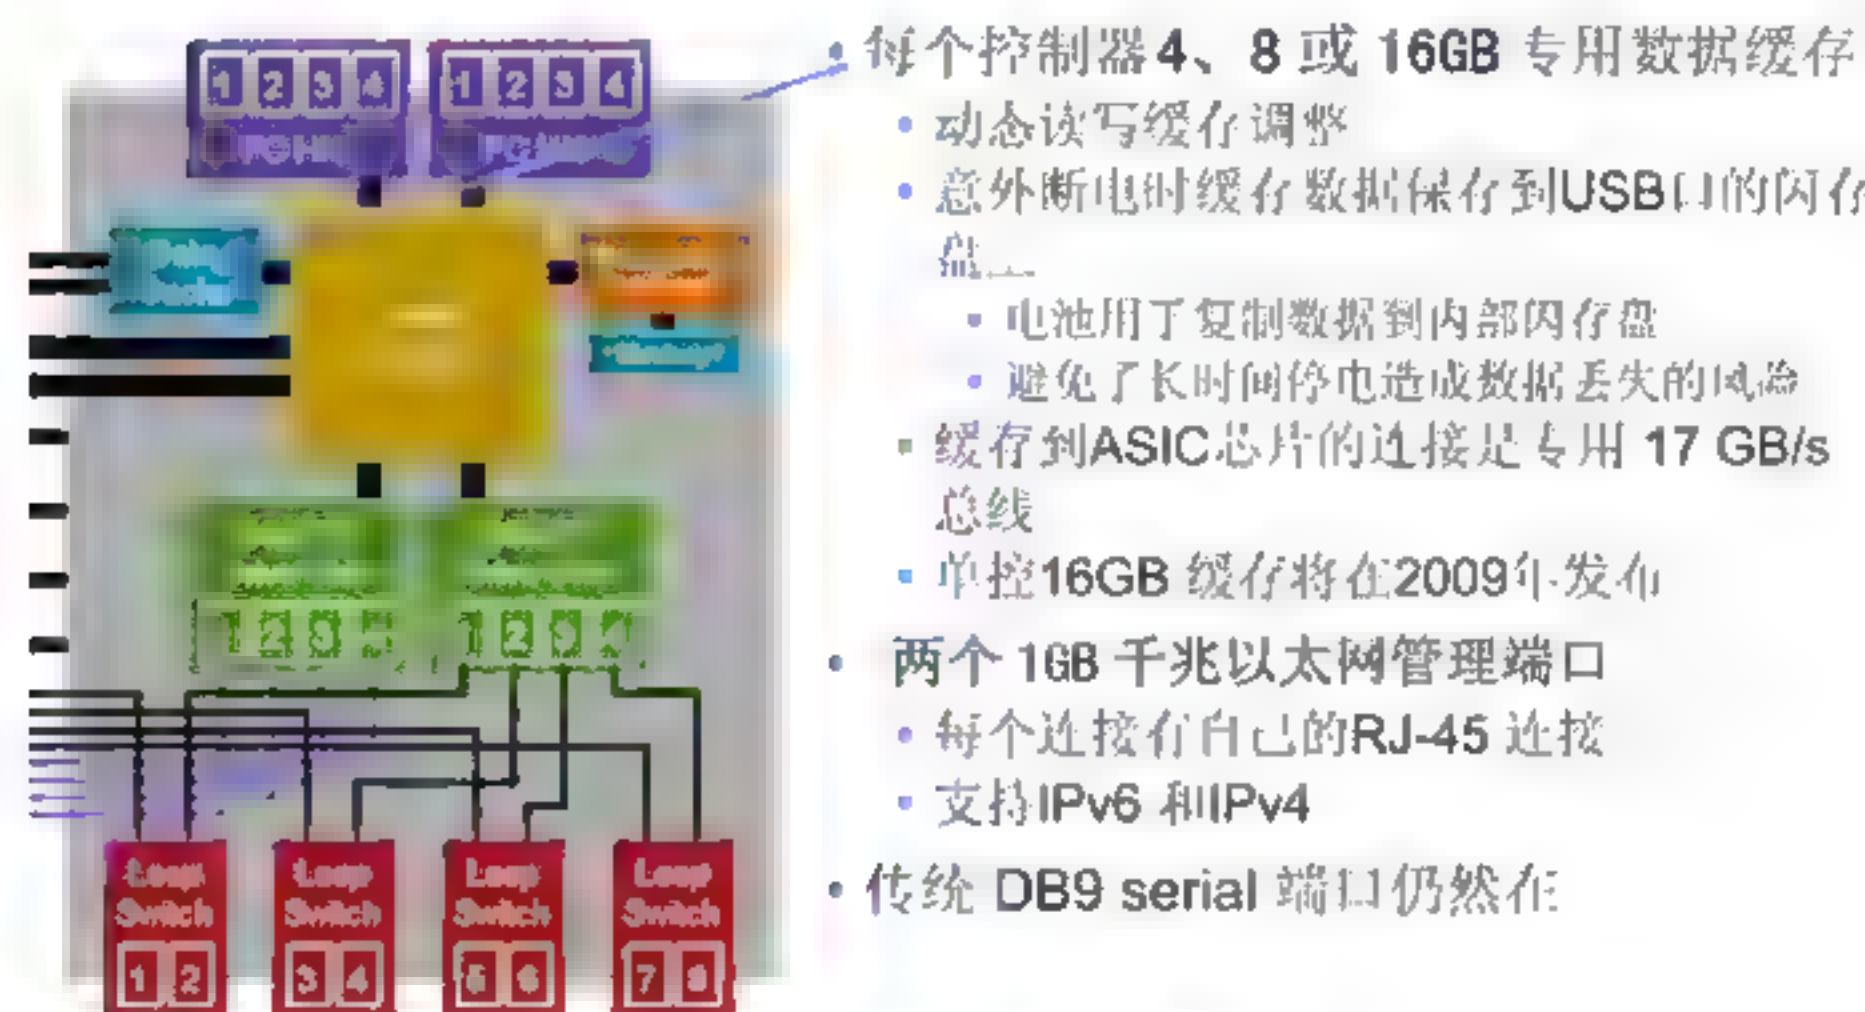 1 2 3 4
1 2 3 4
1 2 3
1 2
Loop Switch
1 2
Loop Switch
3 4
Loop Switch
5 6
Loop Switch
7 8
• 每个控制器4、8 或 16GB 专用数据缓存
• 动态读写缓存调整
• 意外断电时缓存数据保存到USB口的闪存
盘上
• 电池用于复制数据到内部闪存盘
• 避免了长时间停电造成数据丢失的风险
• 缓存到ASIC芯片的连接是专用 17 GB/s
总线
• 单控16GB 缓存将在2009年发布
• 两个 1GB 千兆以太网管理端口
• 每个连接有自己的RJ-45 连接
• 支持IPv6 和IPv4
• 传统 DB9 serial 端口仍然在